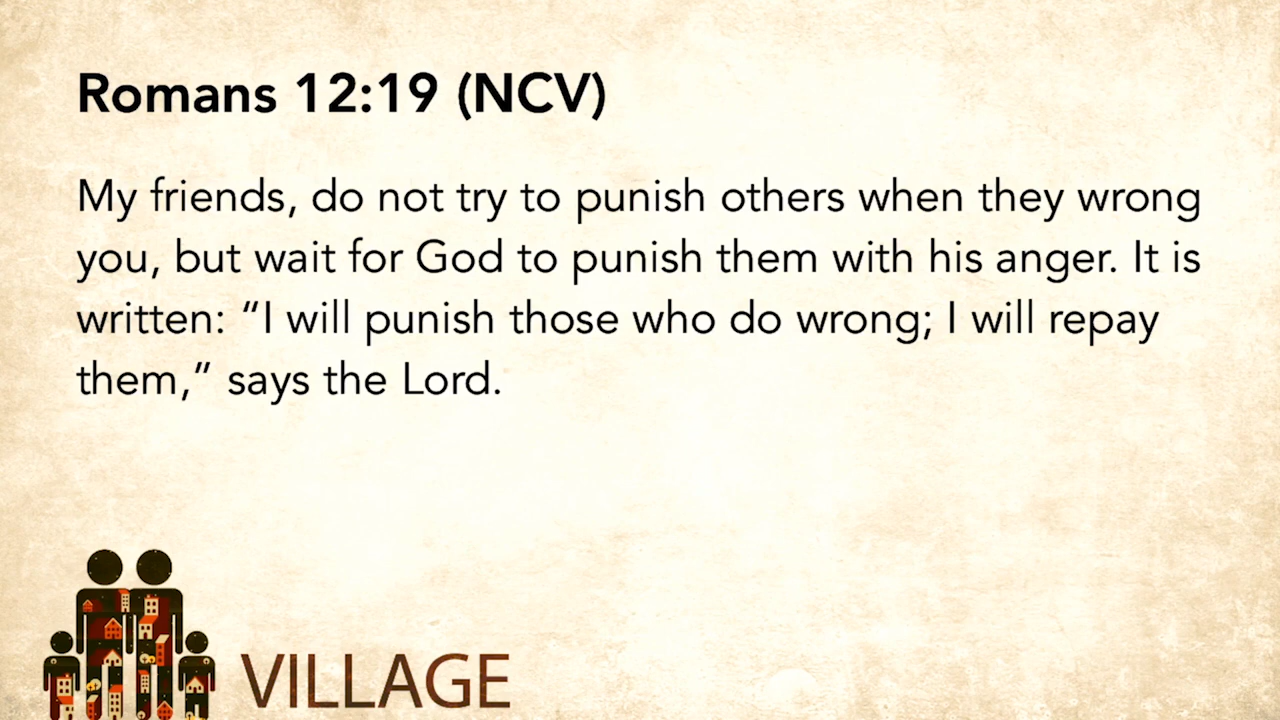 Romans 12:19 (NCV)
My friends, do not try to punish others when they wrong
you, but wait for God to punish them with his anger. It is
written: “I will punish those who do wrong; I will repay
them,” says the Lord.
VILLAGE